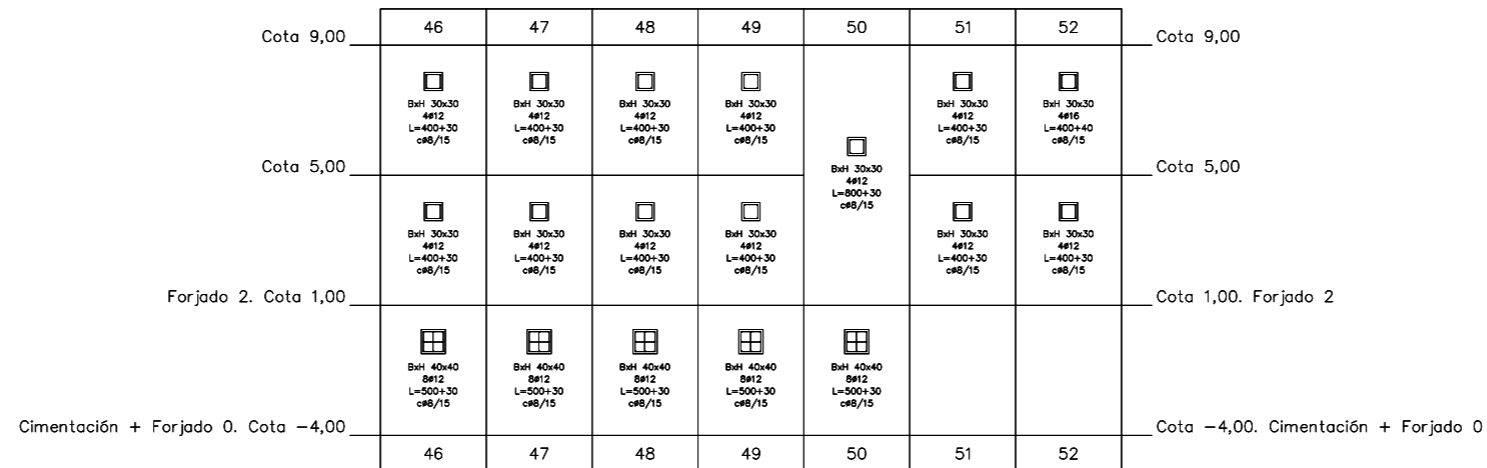 46 47 48 49 50 51 52
Cota 9,00 Cota 9,00
BxH 30x30 BxH 30x30 BxH 30x30 BxH 30x30 BxH 30x30 BxH 30x30
4ø12 4ø12 4ø12 4ø12 4ø12 4ø16
L=400+30 L=400+30 L=400+30 L=400+30 L=400+30 L=400+40
cø8/15 cø8/15 cø8/15 cø8/15 cø8/15 cø8/15
Cota 5,00 Cota 5,00
BxH 30x30
4ø12
L=800+30
cø8/15
BxH 30x30 BxH 30x30 BxH 30x30 BxH 30x30 BxH 30x30 BxH 30x30
4ø12 4ø12 4ø12 4ø12 4ø12 4ø12
L=400+30 L=400+30 L=400+30 L=400+30 L=400+30 L=400+30
cø8/15 cø8/15 cø8/15 cø8/15 cø8/15 cø8/15
Forjado 2. Cota 1,00 Cota 1,00. Forjado 2
BxH 40x40 BxH 40x40 BxH 40x40 BxH 40x40 BxH 40x40
8ø12 8ø12 8ø12 8ø12 8ø12
L=500+30 L=500+30 L=500+30 L=500+30 L=500+30
cø8/15 cø8/15 cø8/15 cø8/15 cø8/15
Cimentación + Forjado 0. Cota −4,00 Cota −4,00. Cimentación + Forjado 0
46 47 48 49 50 51 52